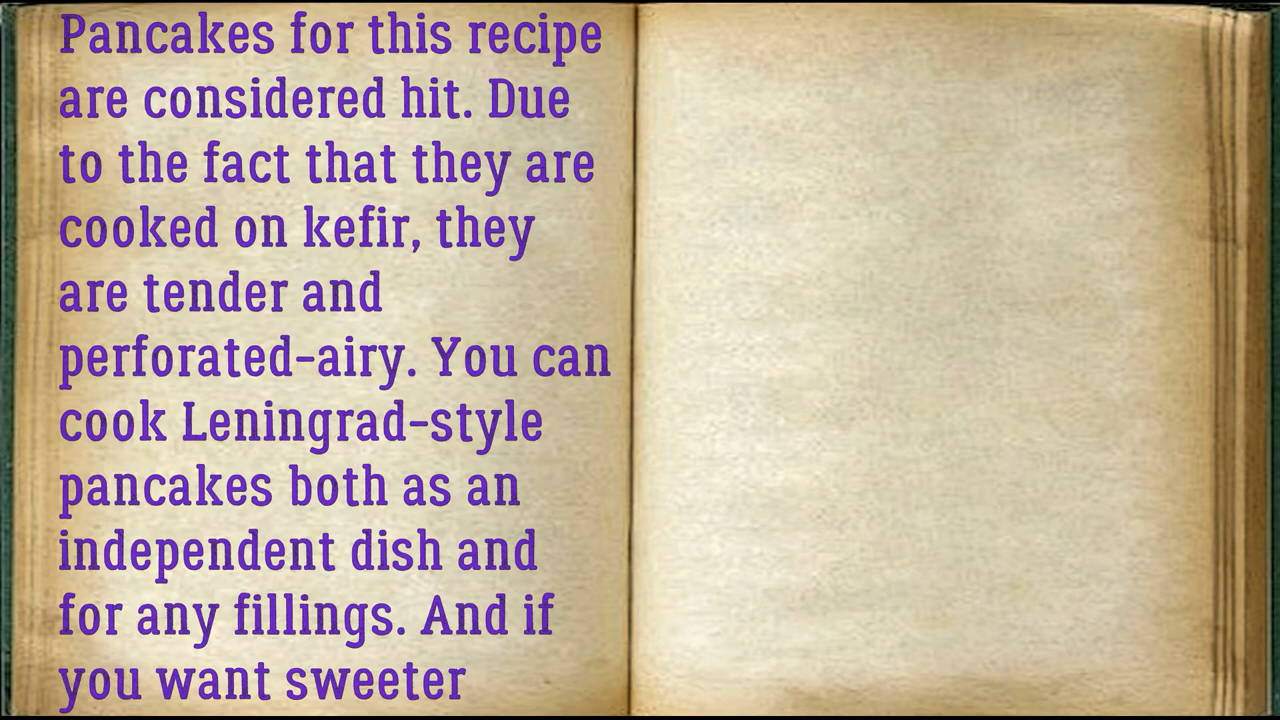 Pancakes for this recipe
are considered hit. Due
to the fact that they are
cooked on kefir, they
are tender and
perforated-airy. You can
cook Leningrad-style
pancakes both as an
independent dish and
for any fillings. And if
you want sweeter